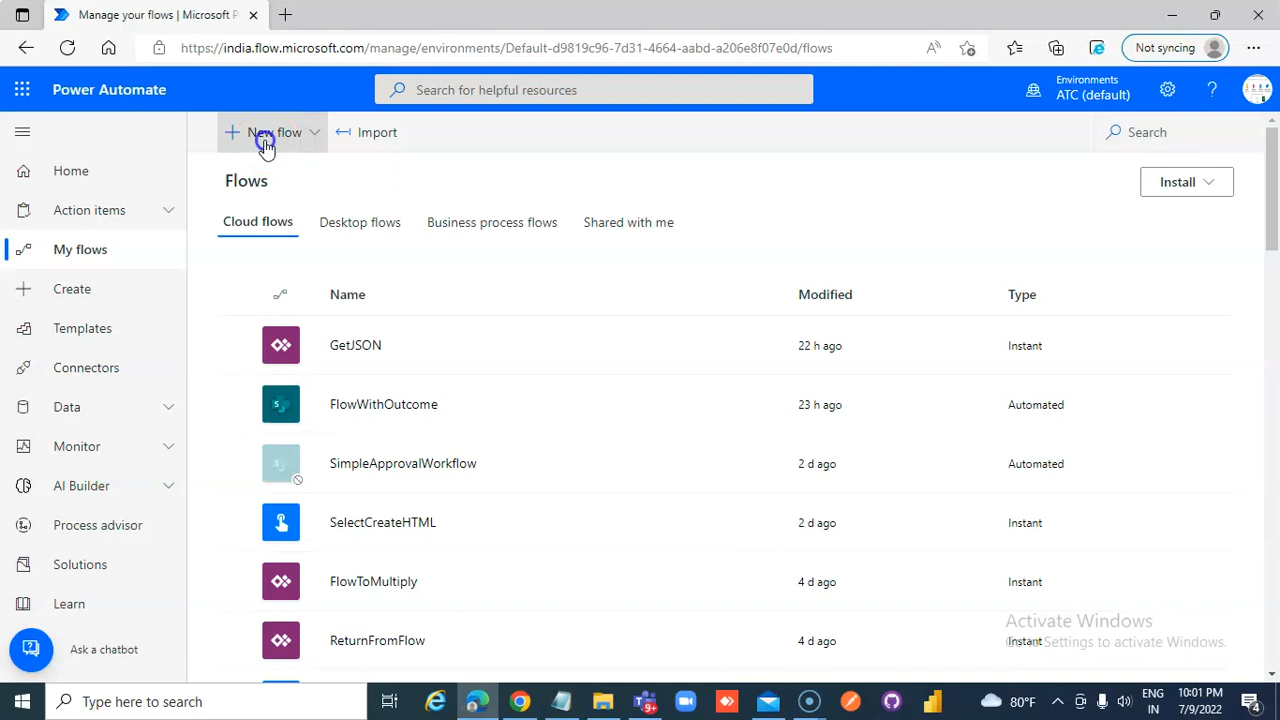 Manage your flows | Microsoft P
https://india.flow.microsoft.com/manage/environments/Default-d9819c96-7d31-4664-aabd-a206e8f07e0d/flows
Not syncing
Power Automate
Search for helpful resources
Environments
ATC (default)
New flow
Import
Search
Home
Action items
My flows
Create
Templates
Connectors
Data
Monitor
AI Builder
Process advisor
Solutions
Learn
Ask a chatbot
Flows
Install
Cloud flows
Desktop flows
Business process flows
Shared with me
Name
Modified
Type
GetJSON
22 h ago
Instant
FlowWithOutcome
23 h ago
Automated
SimpleApprovalWorkflow
2 d ago
Automated
SelectCreateHTML
2 d ago
Instant
FlowToMultiply
4 d ago
Instant
ReturnFromFlow
4 d ago
Instant
Activate Windows
Go to Settings to activate Windows.
Type here to search
9+
80°F
ENG
IN
10:01 PM
7/9/2022
4